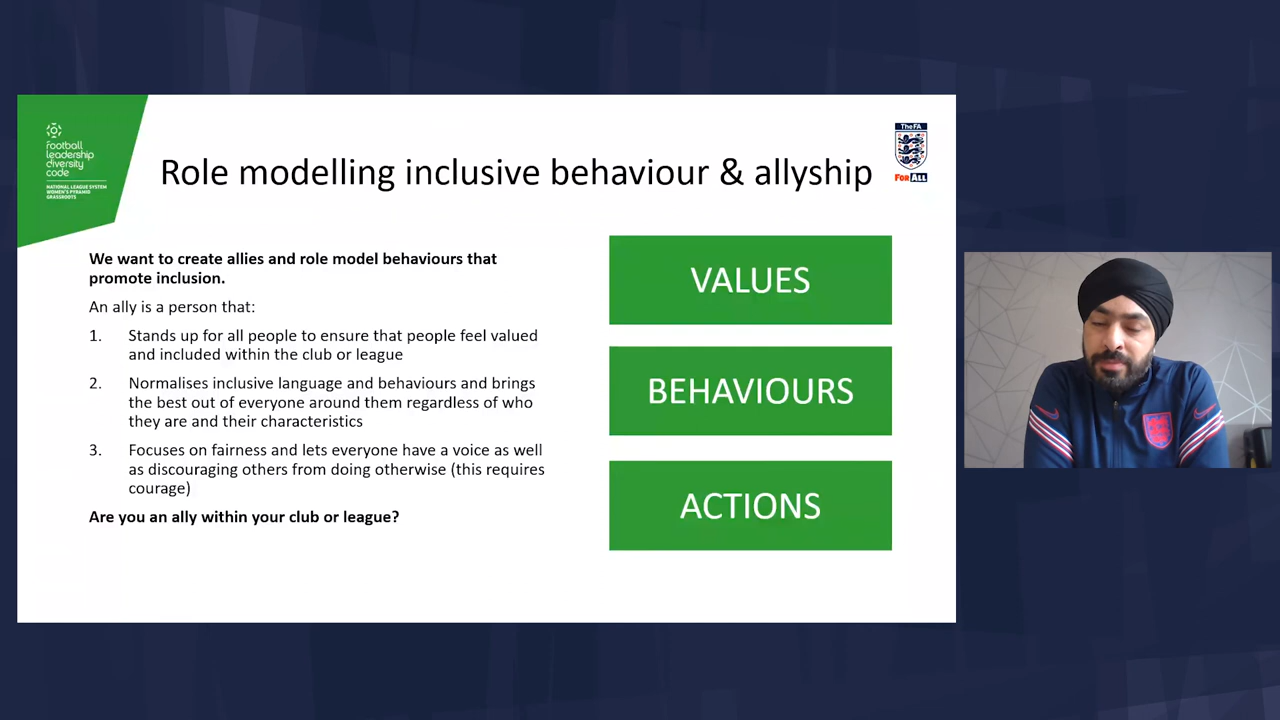 football
leadership
diversity
code
NATIONAL LEAGUE SYSTEM
WOMEN'S PYRAMID
GRASSROOTS
Role modelling inclusive behaviour & allyship
The FA
FOR ALL
We want to create allies and role model behaviours that
promote inclusion.
An ally is a person that:
1. Stands up for all people to ensure that people feel valued
and included within the club or league
2. Normalises inclusive language and behaviours and brings
the best out of everyone around them regardless of who
they are and their characteristics
3. Focuses on fairness and lets everyone have a voice as well
as discouraging others from doing otherwise (this requires
courage)
Are you an ally within your club or league?
VALUES
BEHAVIOURS
ACTIONS